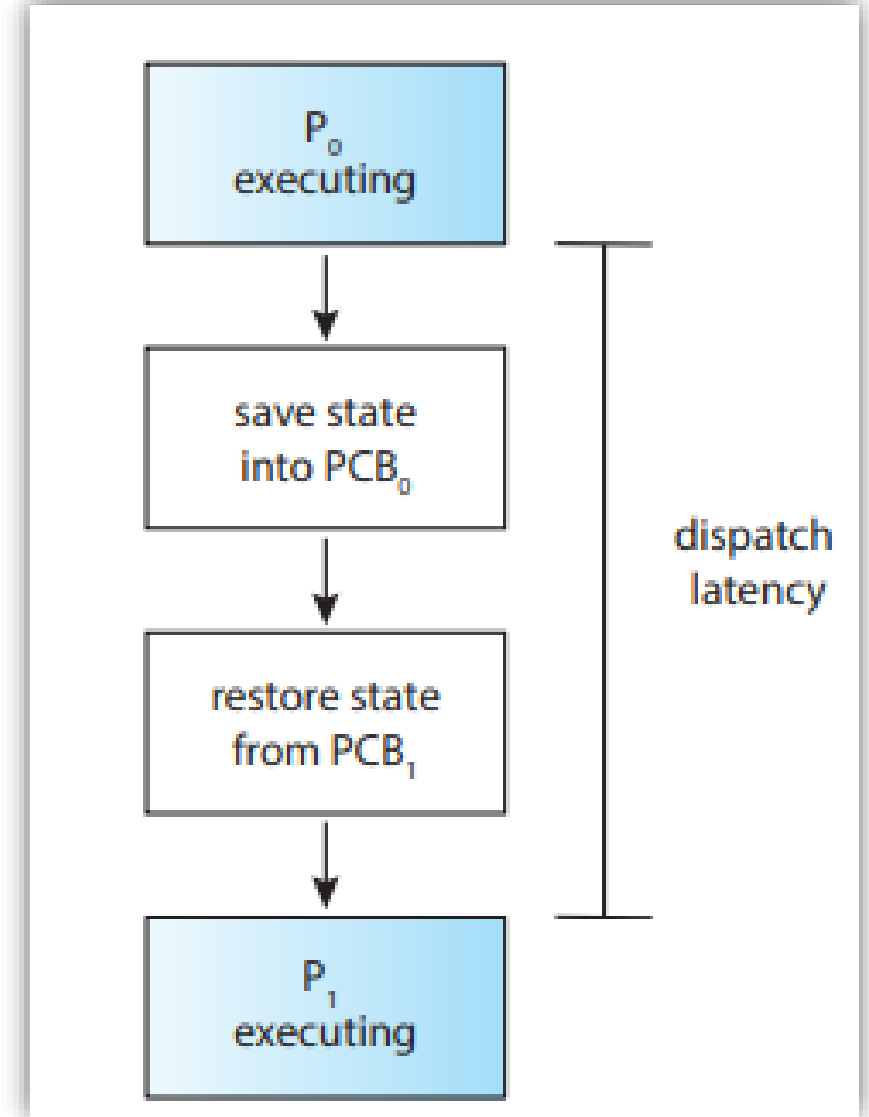 P₀
executing
save state
into PCB₀
dispatch
latency
restore state
from PCB₁
P₁
executing